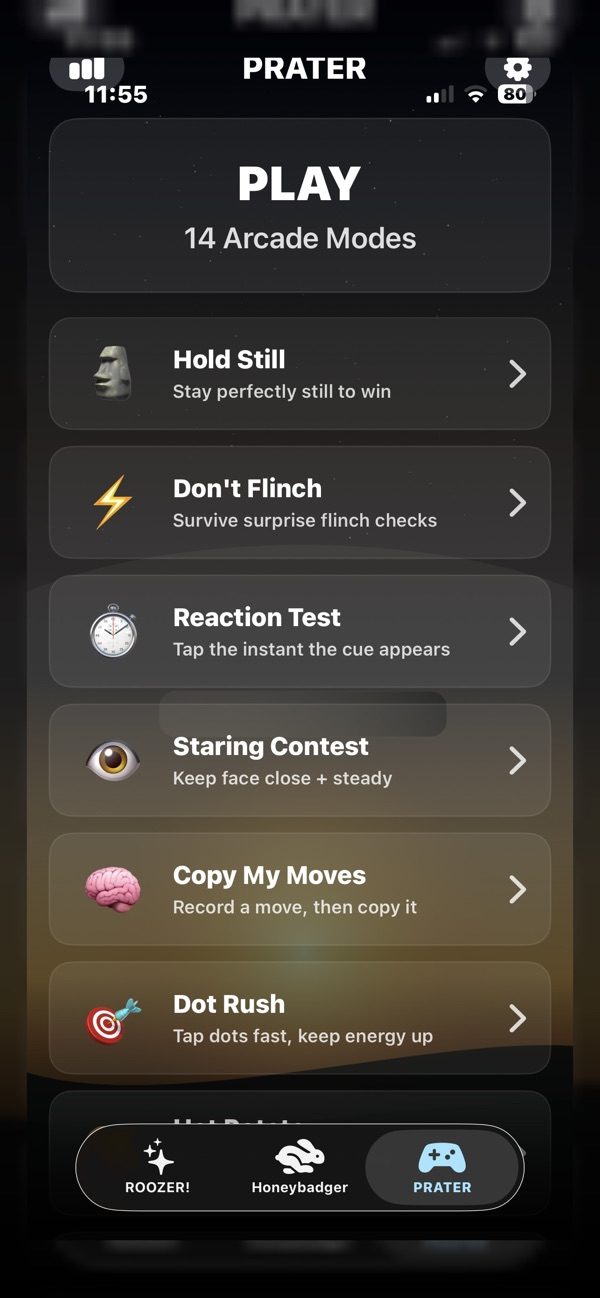 PRATER
11:55
80
PLAY
14 Arcade Modes
Hold Still
Stay perfectly still to win
Don't Flinch
Survive surprise flinch checks
Reaction Test
Tap the instant the cue appears
Staring Contest
Keep face close + steady
Copy My Moves
Record a move, then copy it
Dot Rush
Tap dots fast, keep energy up
ROOZER!
Honeybadger
PRATER